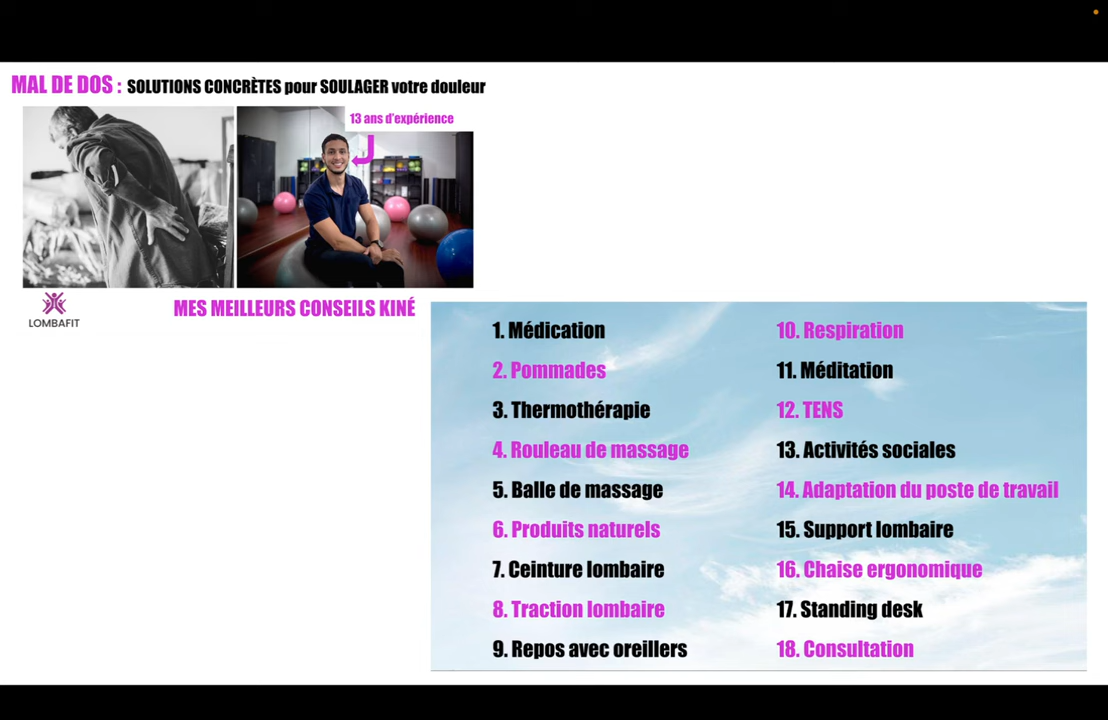 MAL DE DOS : SOLUTIONS CONCRÈTES pour SOULAGER votre douleur
13 ans d'expérience
LOMBAFIT
MES MEILLEURS CONSEILS KINÉ
1. Médication
2. Pommades
3. Thermothérapie
4. Rouleau de massage
5. Balle de massage
6. Produits naturels
7. Ceinture lombaire
8. Traction lombaire
9. Repos avec oreillers
10. Respiration
11. Méditation
12. TENS
13. Activités sociales
14. Adaptation du poste de travail
15. Support lombaire
16. Chaise ergonomique
17. Standing desk
18. Consultation